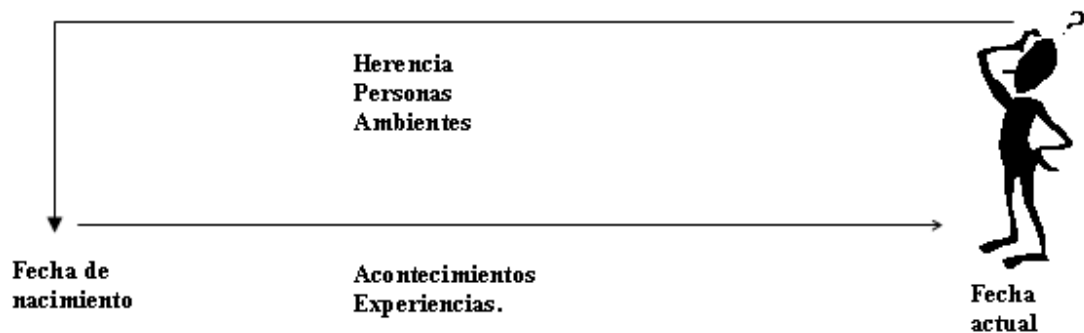 ?
Herencia
Personas
Ambientes
Fecha de
nacimiento
Acontecimientos
Experiencias.
Fecha
actual